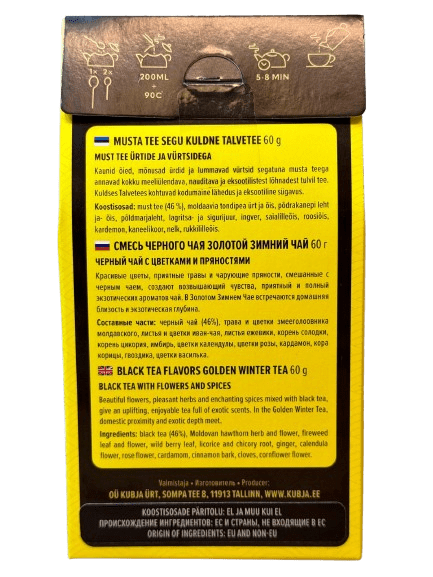 1× 2×
200ML
+
90C
5-8 MIN
MUSTA TEE SEGU KULDNE TALVETEE 60 g
MUST TEE ÜRTIDE JA VÜRTSIDEGA
Kaunid õied, mõnusad ürdid ja lummavad vürtsid segatuna musta teega
annavad kokku meeliülendava, nauditava ja eksootilistest lõhnadest tulvil tee.
Kuldses Talvetees kohtuvad kodumaine lähedus ja eksootiline sügavus.
Koostisosad: must tee (46 %), moldaavia tondipea ürt ja õis, põdrakanepi leht
ja- õis, põldmarjaleht, lagritsa- ja sigurijuur, ingver, saialilleõis, roosiõis,
kardemon, kaneelikoor, nelk, rukkililleõis.
СМЕСЬ ЧЕРНОГО ЧАЯ ЗОЛОТОЙ ЗИМНИЙ ЧАЙ 60 г
ЧЕРНЫЙ ЧАЙ С ЦВЕТКАМИ И ПРЯНОСТЯМИ
Красивые цветы, приятные травы и чарующие пряности, смешанные с
черным чаем, создают возвышающий чувства, приятный и полный
экзотических ароматов чай. В Золотом Зимнем Чае встречаются домашняя
близость и экзотическая глубина.
Составные части: черный чай (46%), трава и цветки змееголовника
молдавского, листья и цветки иван-чая, листья ежевики, корень солодки,
корень цикория, имбирь, цветки календулы, цветки розы, кардамон, кора
корицы, гвоздика, цветки василька.
BLACK TEA FLAVORS GOLDEN WINTER TEA 60 g
BLACK TEA WITH FLOWERS AND SPICES
Beautiful flowers, pleasant herbs and enchanting spices mixed with black tea,
give an uplifting, enjoyable tea full of exotic scents. In the Golden Winter Tea,
domestic proximity and exotic depth meet.
Ingredients: black tea (46%), Moldovan hawthorn herb and flower, fireweed
leaf and flower, wild berry leaf, licorice and chicory root, ginger, calendula
flower, rose flower, cardamom, cinnamon bark, cloves, cornflower flower.
Valmistaja • Изготовитель • Producer:
OÜ KUBJA ÜRT, SOMPA TEE 8, 11913 TALLINN, WWW.KUBJA.EE
KOOSTISOSADE PÄRITOLU: EL JA MUU KUI EL
ПРОИСХОЖДЕНИЕ ИНГРЕДИЕНТОВ: ЕС И СТРАНЫ, НЕ ВХОДЯЩИЕ В ЕС
ORIGIN OF INGREDIENTS: EU AND NON-EU